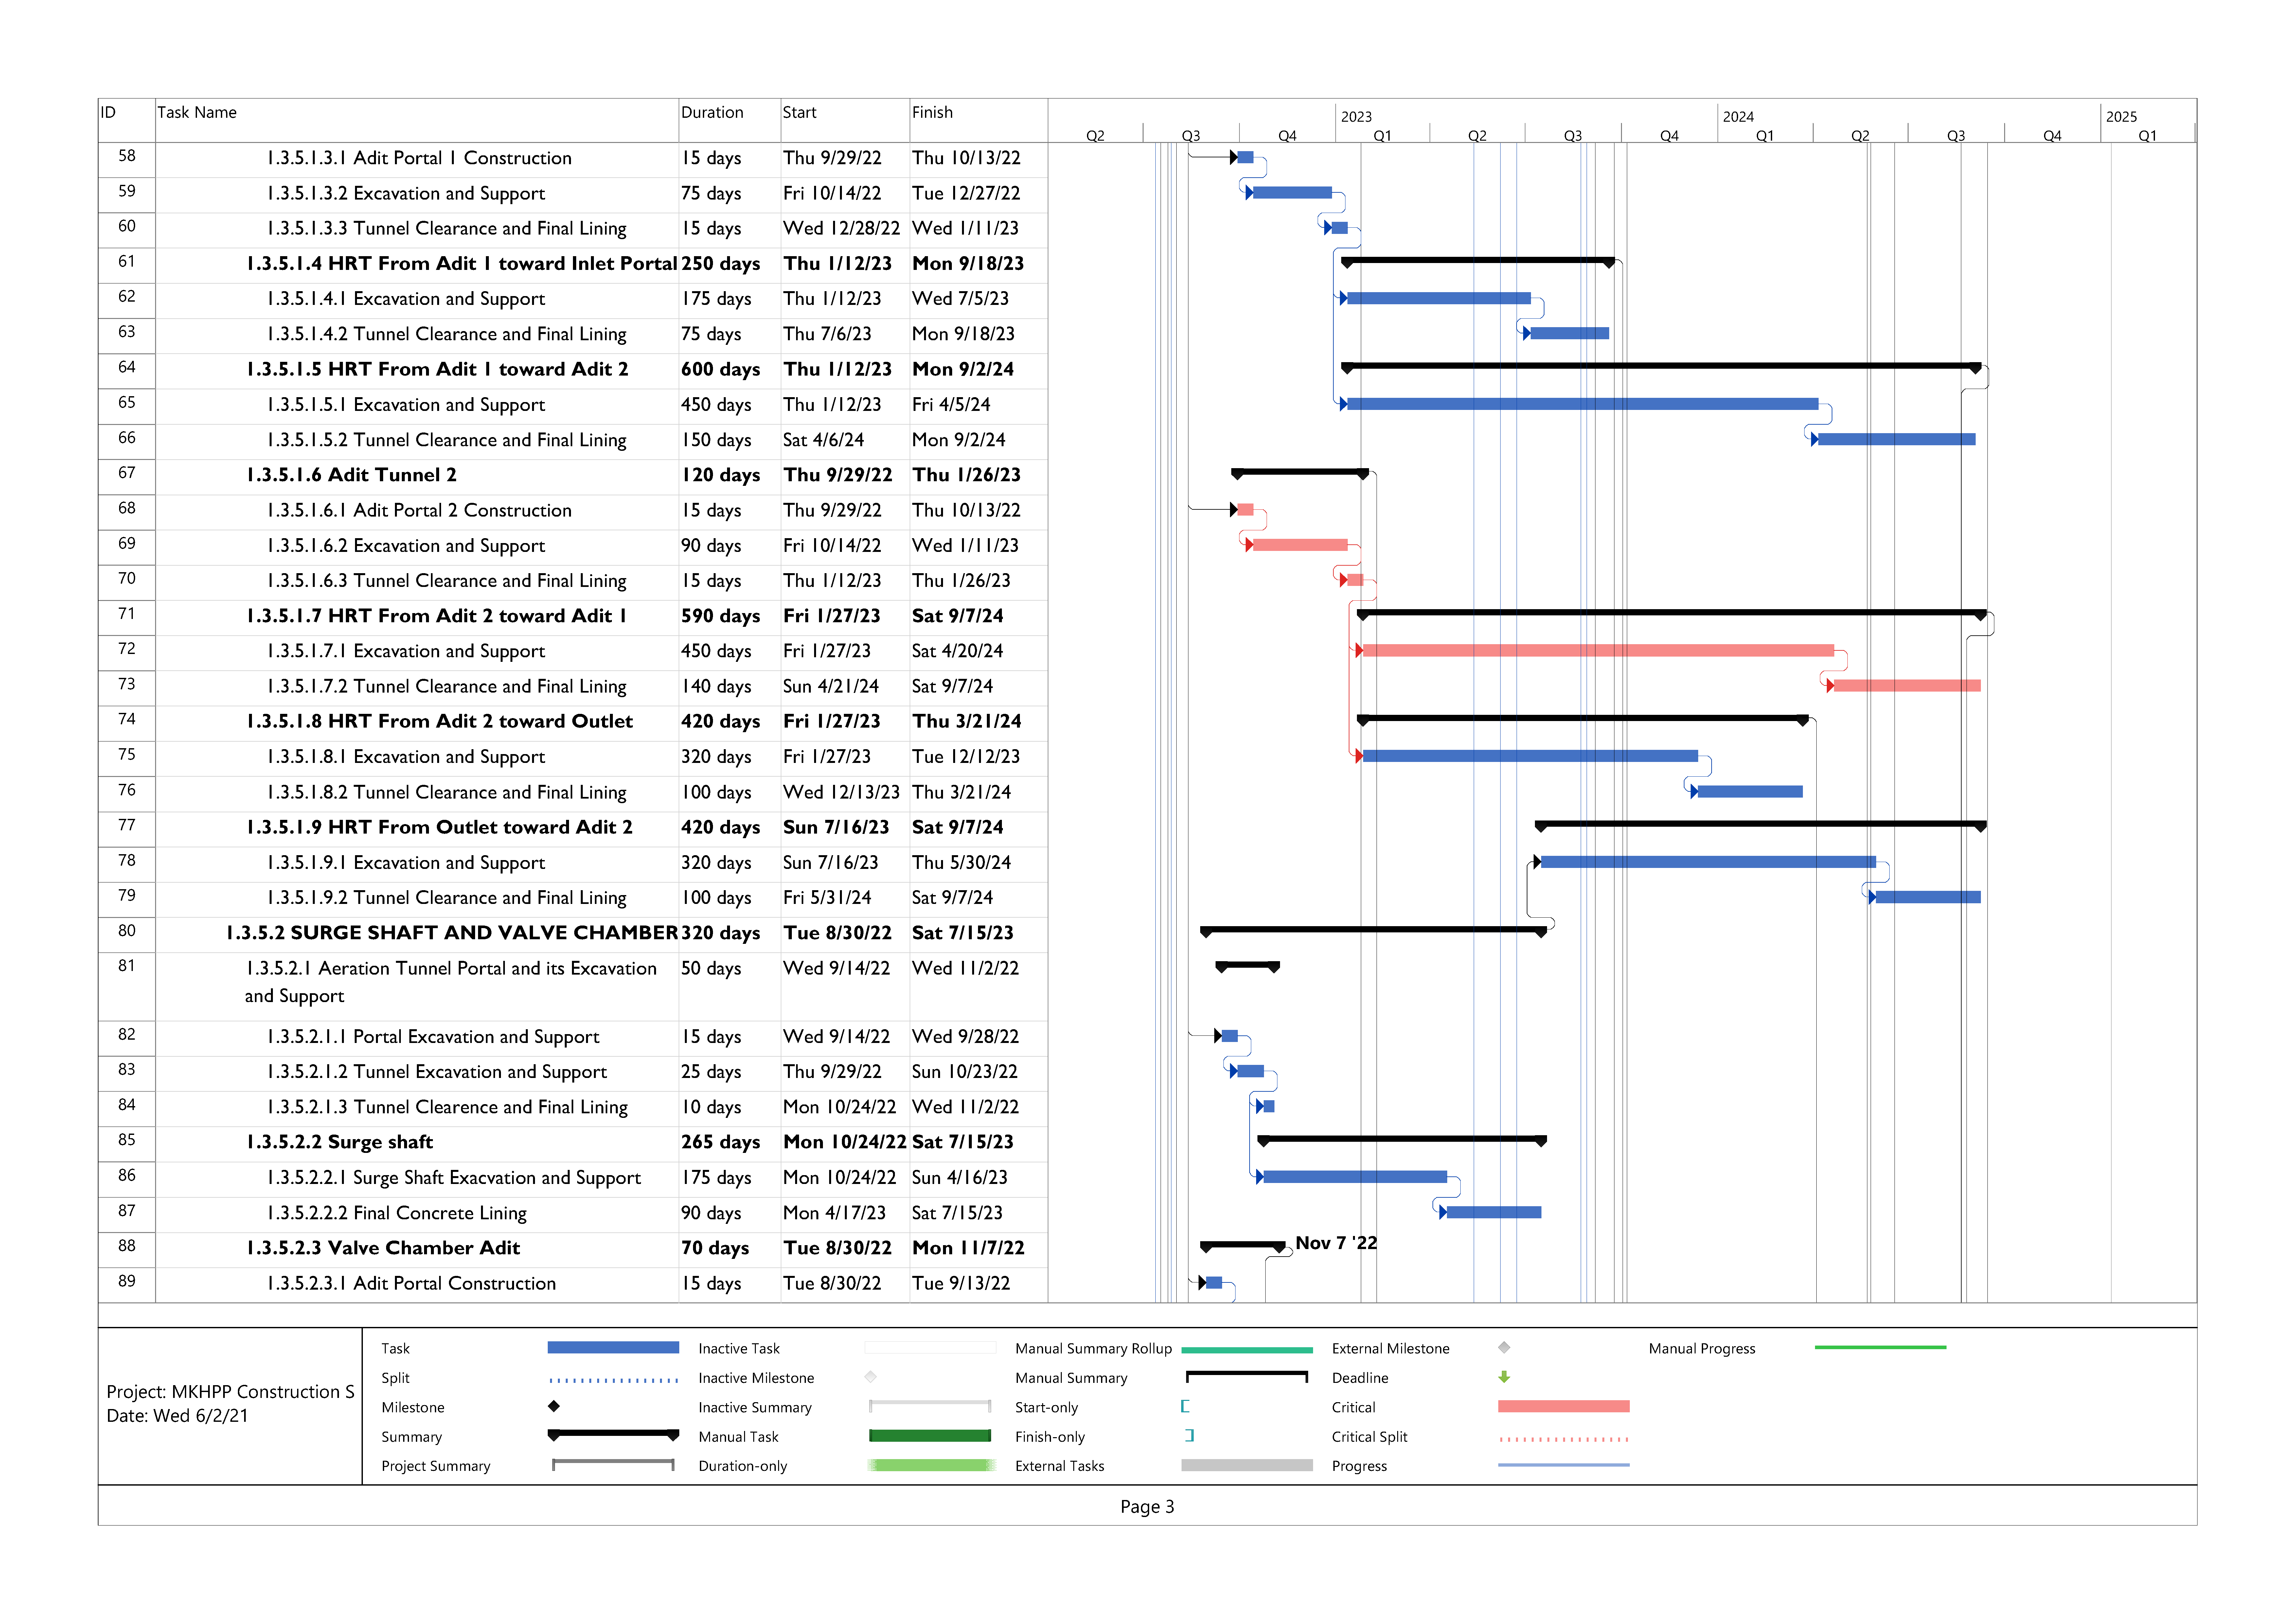 ID Task Name Duration Start Finish
2023 2024 2025
Q2 Q3 Q4 Q1 Q2 Q3 Q4 Q1 Q2 Q3 Q4 Q1
58 1.3.5.1.3.1 Adit Portal 1 Construction 15 days Thu 9/29/22 Thu 10/13/22
59 1.3.5.1.3.2 Excavation and Support 75 days Fri 10/14/22 Tue 12/27/22
60 1.3.5.1.3.3 Tunnel Clearance and Final Lining 15 days Wed 12/28/22 Wed 1/11/23
61 1.3.5.1.4 HRT From Adit 1 toward Inlet Portal 250 days Thu 1/12/23 Mon 9/18/23
62 1.3.5.1.4.1 Excavation and Support 175 days Thu 1/12/23 Wed 7/5/23
63 1.3.5.1.4.2 Tunnel Clearance and Final Lining 75 days Thu 7/6/23 Mon 9/18/23
64 1.3.5.1.5 HRT From Adit 1 toward Adit 2 600 days Thu 1/12/23 Mon 9/2/24
65 1.3.5.1.5.1 Excavation and Support 450 days Thu 1/12/23 Fri 4/5/24
66 1.3.5.1.5.2 Tunnel Clearance and Final Lining 150 days Sat 4/6/24 Mon 9/2/24
67 1.3.5.1.6 Adit Tunnel 2 120 days Thu 9/29/22 Thu 1/26/23
68 1.3.5.1.6.1 Adit Portal 2 Construction 15 days Thu 9/29/22 Thu 10/13/22
69 1.3.5.1.6.2 Excavation and Support 90 days Fri 10/14/22 Wed 1/11/23
70 1.3.5.1.6.3 Tunnel Clearance and Final Lining 15 days Thu 1/12/23 Thu 1/26/23
71 1.3.5.1.7 HRT From Adit 2 toward Adit 1 590 days Fri 1/27/23 Sat 9/7/24
72 1.3.5.1.7.1 Excavation and Support 450 days Fri 1/27/23 Sat 4/20/24
73 1.3.5.1.7.2 Tunnel Clearance and Final Lining 140 days Sun 4/21/24 Sat 9/7/24
74 1.3.5.1.8 HRT From Adit 2 toward Outlet 420 days Fri 1/27/23 Thu 3/21/24
75 1.3.5.1.8.1 Excavation and Support 320 days Fri 1/27/23 Tue 12/12/23
76 1.3.5.1.8.2 Tunnel Clearance and Final Lining 100 days Wed 12/13/23 Thu 3/21/24
77 1.3.5.1.9 HRT From Outlet toward Adit 2 420 days Sun 7/16/23 Sat 9/7/24
78 1.3.5.1.9.1 Excavation and Support 320 days Sun 7/16/23 Thu 5/30/24
79 1.3.5.1.9.2 Tunnel Clearance and Final Lining 100 days Fri 5/31/24 Sat 9/7/24
80 1.3.5.2 SURGE SHAFT AND VALVE CHAMBER 320 days Tue 8/30/22 Sat 7/15/23
81 1.3.5.2.1 Aeration Tunnel Portal and its Excavation 50 days Wed 9/14/22 Wed 11/2/22
and Support
82 1.3.5.2.1.1 Portal Excavation and Support 15 days Wed 9/14/22 Wed 9/28/22
83 1.3.5.2.1.2 Tunnel Excavation and Support 25 days Thu 9/29/22 Sun 10/23/22
84 1.3.5.2.1.3 Tunnel Clearence and Final Lining 10 days Mon 10/24/22 Wed 11/2/22
85 1.3.5.2.2 Surge shaft 265 days Mon 10/24/22 Sat 7/15/23
86 1.3.5.2.2.1 Surge Shaft Exacvation and Support 175 days Mon 10/24/22 Sun 4/16/23
87 1.3.5.2.2.2 Final Concrete Lining 90 days Mon 4/17/23 Sat 7/15/23
88 1.3.5.2.3 Valve Chamber Adit 70 days Tue 8/30/22 Mon 11/7/22 Nov 7 '22
89 1.3.5.2.3.1 Adit Portal Construction 15 days Tue 8/30/22 Tue 9/13/22
Project: MKHPP Construction S
Date: Wed 6/2/21
Task Inactive Task Manual Summary Rollup External Milestone Manual Progress
Split Inactive Milestone Manual Summary Deadline
Milestone Inactive Summary Start-only Critical
Summary Manual Task Finish-only Critical Split
Project Summary Duration-only External Tasks Progress
Page 3